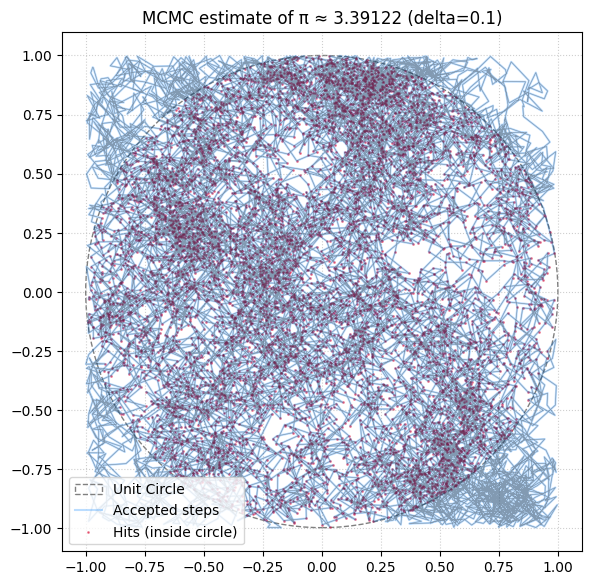 MCMC estimate of π ≈ 3.39122 (delta=0.1)
1.00
0.75
0.50
0.25
0.00
−0.25
−0.50
−0.75
−1.00
Unit Circle
Accepted steps
Hits (inside circle)
−1.00 −0.75 −0.50 −0.25 0.00 0.25 0.50 0.75 1.00